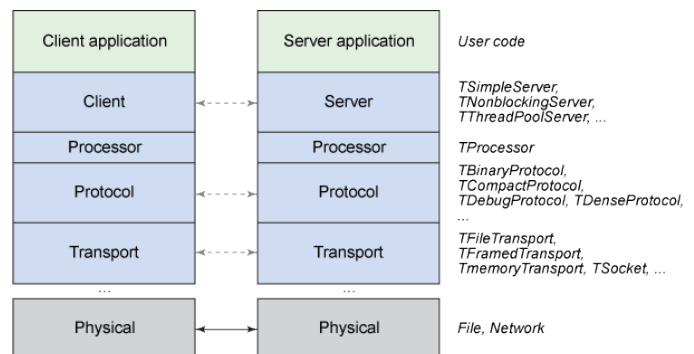 Client application
Server application
User code
Client
Server
TSimpleServer,
TNonblockingServer,
TThreadPoolServer, ...
Processor
Processor
TProcessor
Protocol
Protocol
TBinaryProtocol,
TCompactProtocol,
TDebugProtocol, TDenseProtocol,
...
Transport
Transport
TFileTransport,
TFramedTransport,
TmemoryTransport, TSocket, ...
...
...
Physical
Physical
File, Network